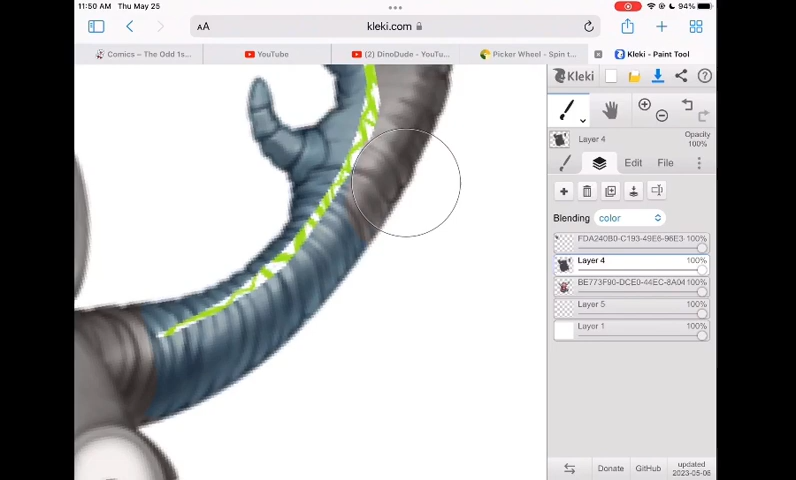 11:50 AM Thu May 25
94%
AA
kleki.com
Comics – The Odd 1s...
YouTube
(2) DinoDude - YouTu...
Picker Wheel - Spin t...
Kleki - Paint Tool
Kleki
Layer 4
Opacity
100%
Edit
File
Blending
color
FDA240B0-C193-49E6-96E3-
100%
Layer 4
100%
BE773F90-DCE0-44EC-8A04
100%
Layer 5
100%
Layer 1
100%
Donate
GitHub
updated
2023-05-06